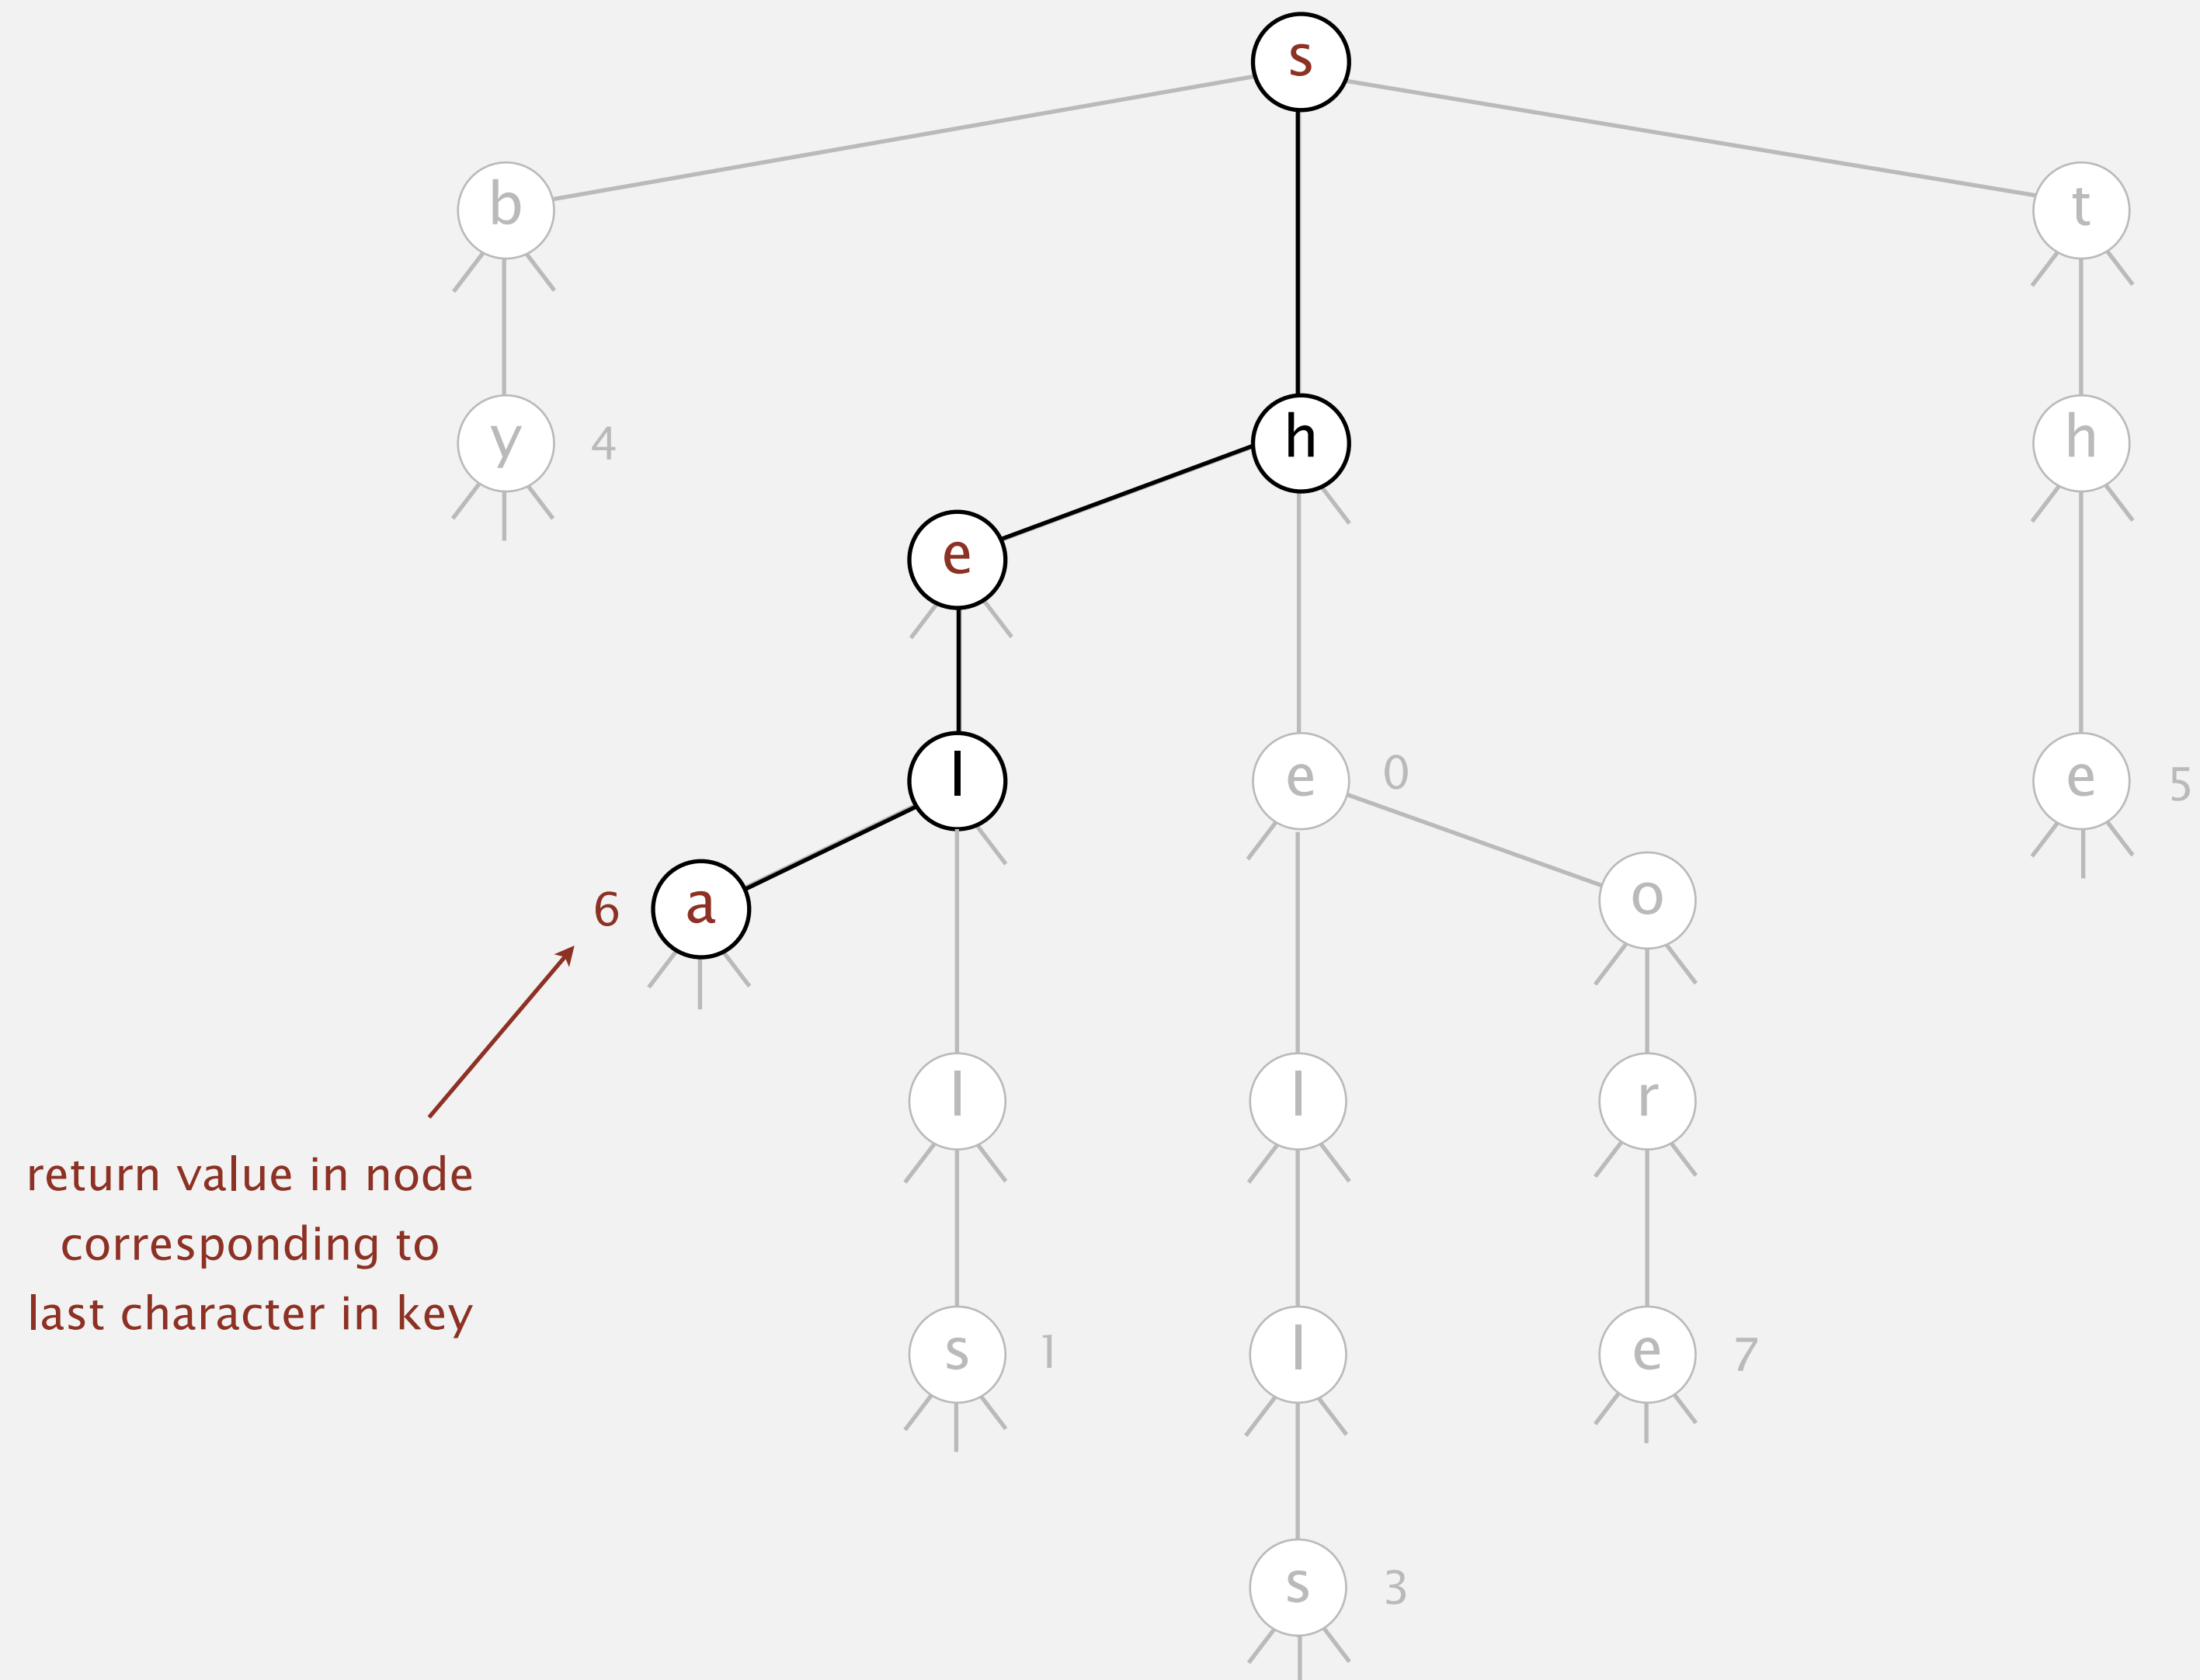 s
b
t
h
y 4
h
e
l
e 0
e 5
a
6
o
l
l
r
return value in node
corresponding to
last character in key
s 1
l
e 7
s 3